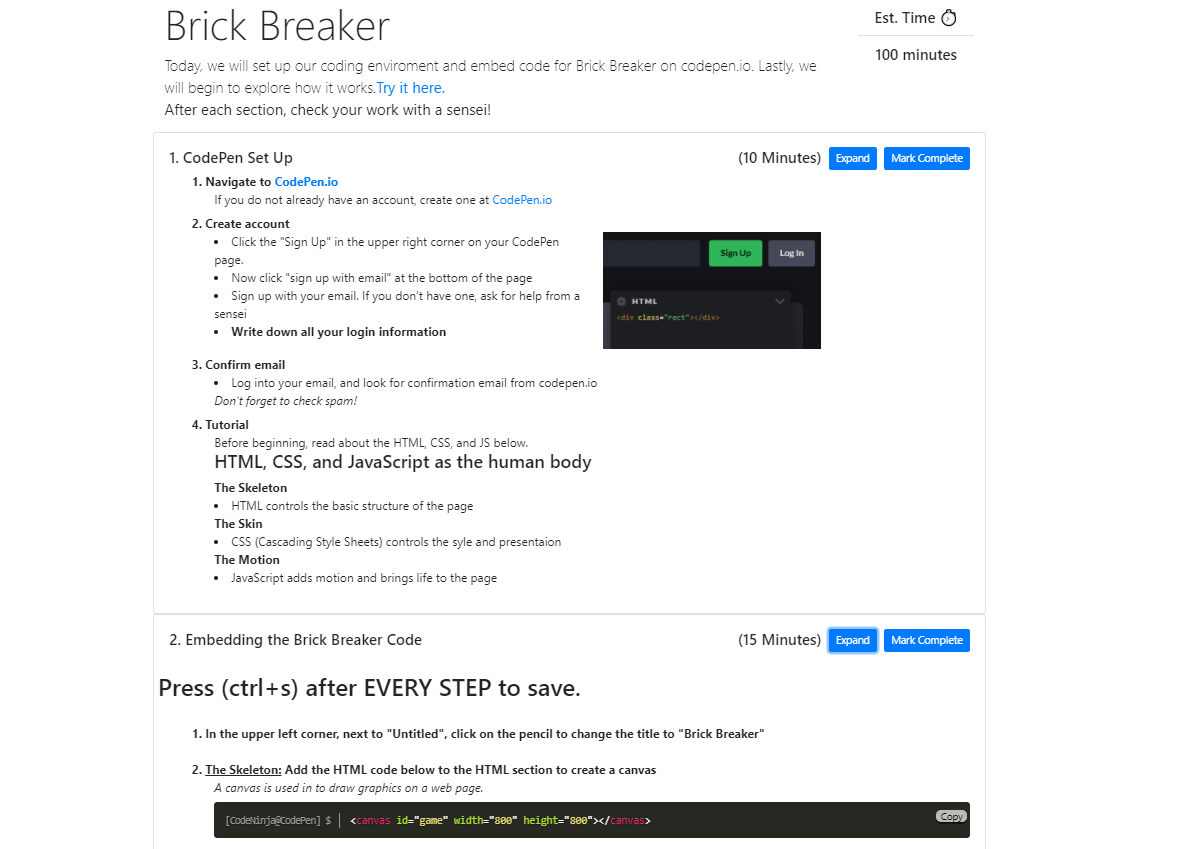 Brick Breaker
Est. Time
100 minutes
Today, we will set up our coding enviroment and embed code for Brick Breaker on codepen.io. Lastly, we
will begin to explore how it works.Try it here.
After each section, check your work with a sensei!
1. CodePen Set Up
(10 Minutes) Expand Mark Complete
1. Navigate to CodePen.io
If you do not already have an account, create one at CodePen.io
2. Create account
• Click the "Sign Up" in the upper right corner on your CodePen
page.
• Now click "sign up with email" at the bottom of the page
• Sign up with your email. If you don't have one, ask for help from a
sensei
• Write down all your login information
Sign Up Log In
HTML
<div class="rect"></div>
3. Confirm email
• Log into your email, and look for confirmation email from codepen.io
Don't forget to check spam!
4. Tutorial
Before beginning, read about the HTML, CSS, and JS below.
HTML, CSS, and JavaScript as the human body
The Skeleton
• HTML controls the basic structure of the page
The Skin
• CSS (Cascading Style Sheets) controls the syle and presentaion
The Motion
• JavaScript adds motion and brings life to the page
2. Embedding the Brick Breaker Code
(15 Minutes) Expand Mark Complete
Press (ctrl+s) after EVERY STEP to save.
1. In the upper left corner, next to "Untitled", click on the pencil to change the title to "Brick Breaker"
2. The Skeleton: Add the HTML code below to the HTML section to create a canvas
A canvas is used in to draw graphics on a web page.
[CodeNinja@CodePen] $ | <canvas id="game" width="800" height="800"></canvas>
Copy